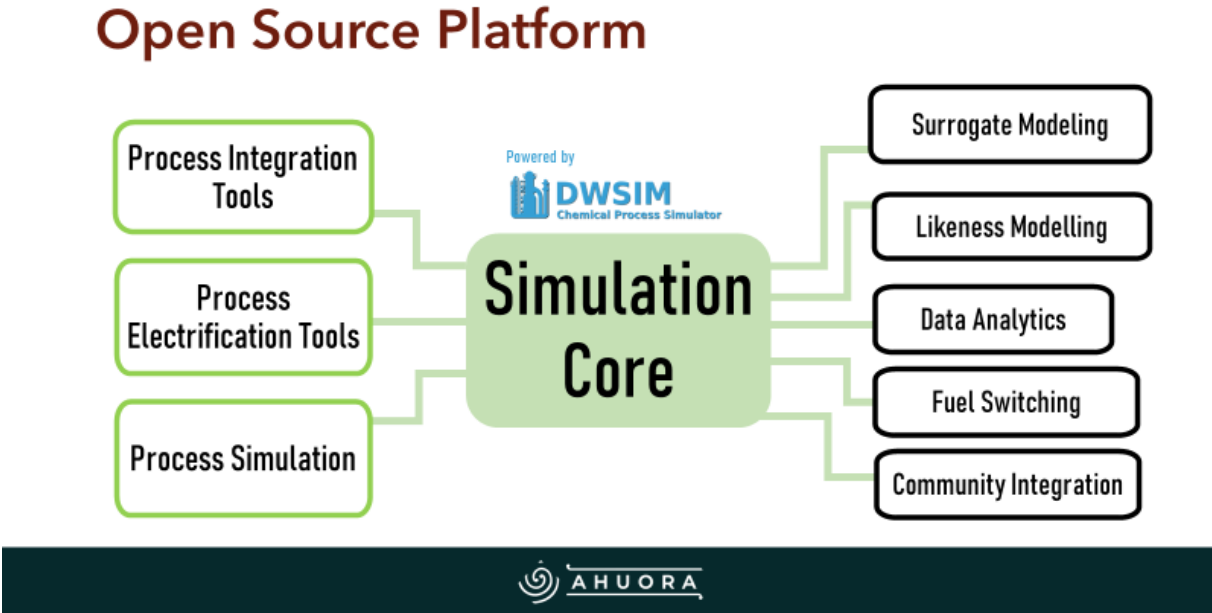 Open Source Platform
Process Integration
Tools
Process
Electrification Tools
Process Simulation
Powered by
DWSIM
Chemical Process Simulator
Simulation
Core
Surrogate Modeling
Likeness Modelling
Data Analytics
Fuel Switching
Community Integration
AHUORA